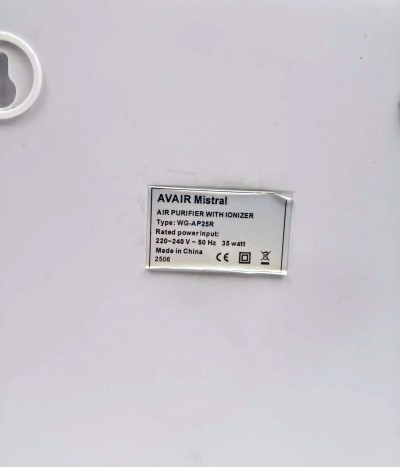 AVAIR Mistral
AIR PURIFIER WITH IONIZER
Type: WG-AP25R
Rated power input:
220~240 V ~ 50 Hz 35 watt
Made in China
2506 CE